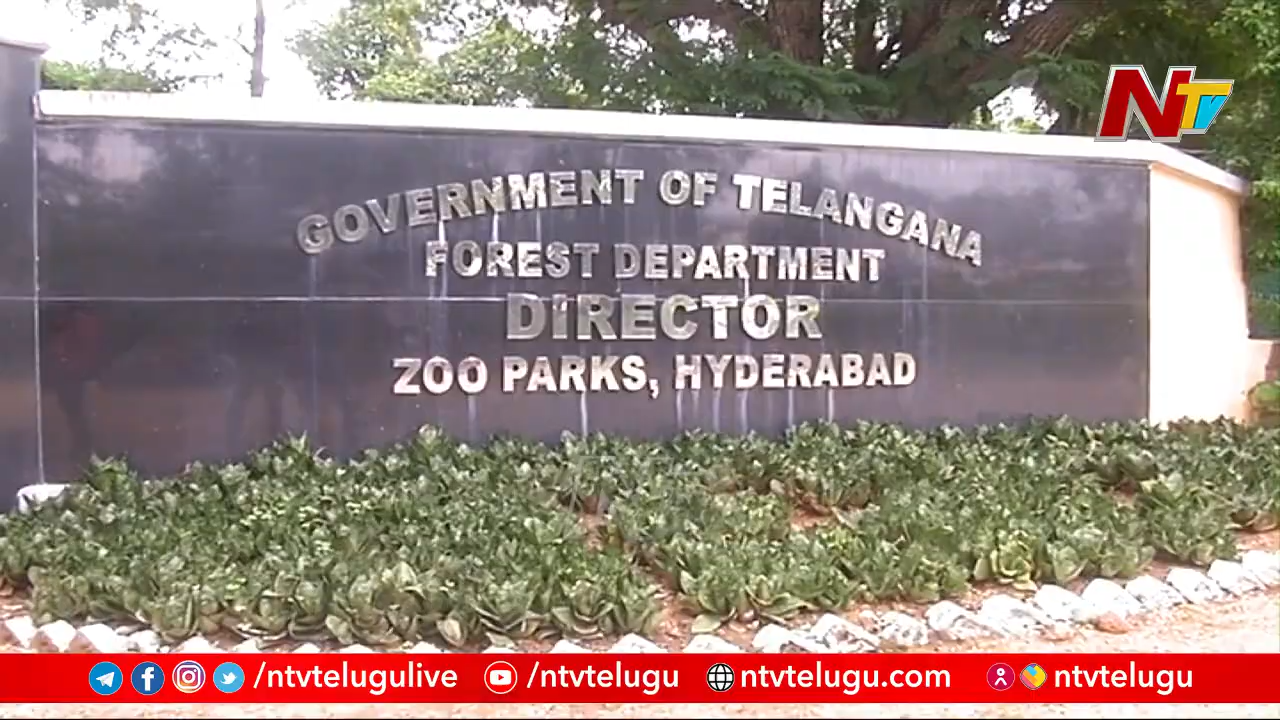 NTV
GOVERNMENT OF TELANGANA
FOREST DEPARTMENT
DIRECTOR
ZOO PARKS, HYDERABAD
/ntvtelugulive /ntvtelugu ntvtelugu.com ntvtelugu